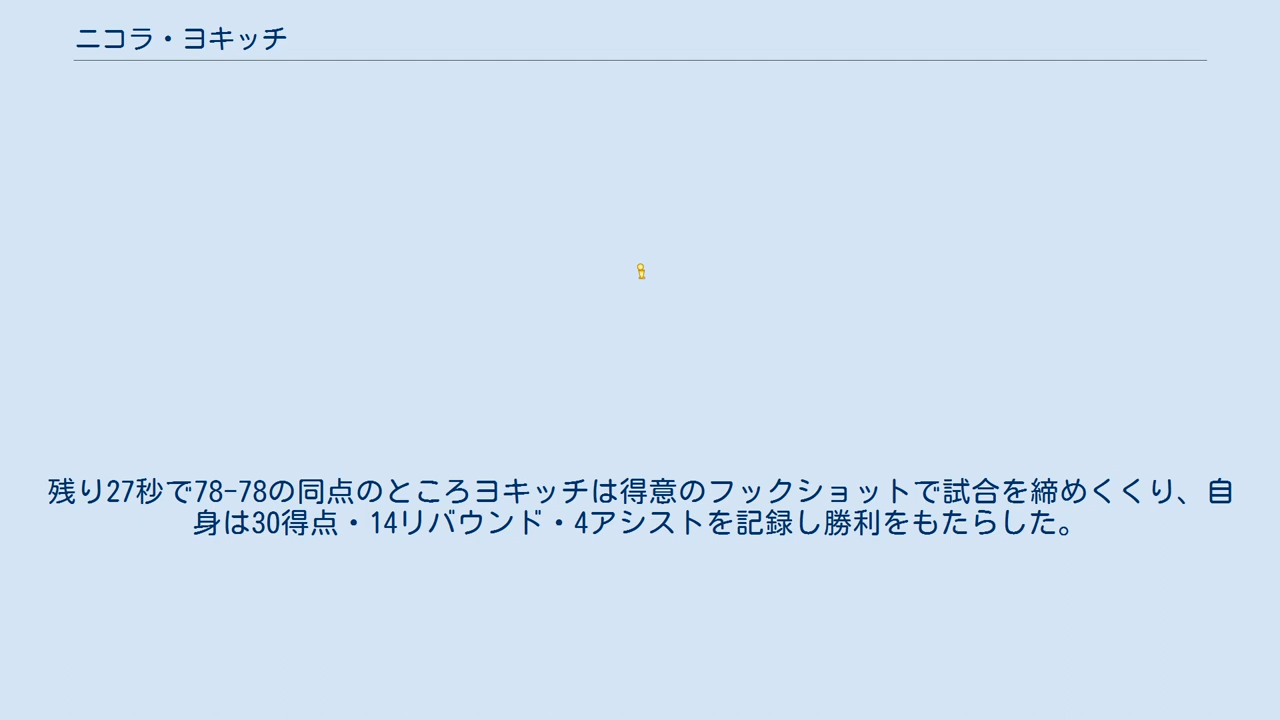 ニコラ・ヨキッチ
残り27秒で78-78の同点のところヨキッチは得意のフックショットで試合を締めくくり、自
身は30得点・14リバウンド・4アシストを記録し勝利をもたらした。